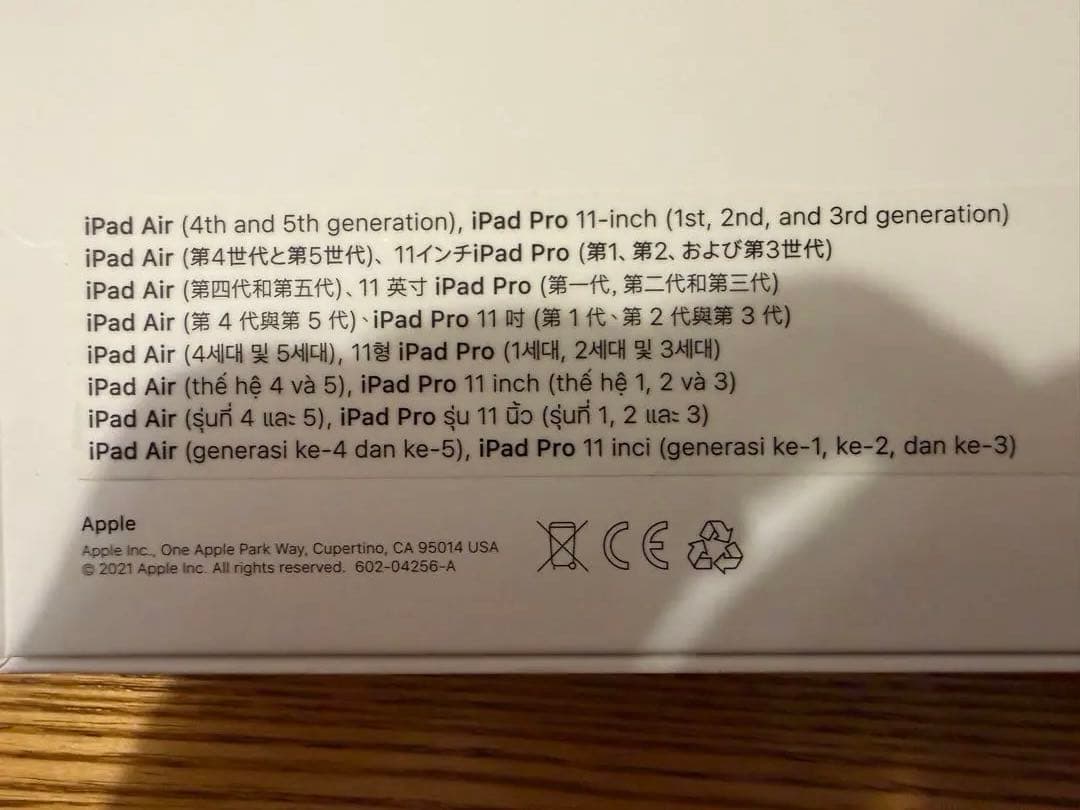 iPad Air (4th and 5th generation), iPad Pro 11-inch (1st, 2nd, and 3rd generation)
iPad Air (第4世代と第5世代)、11インチiPad Pro (第1、第2、および第3世代)
iPad Air (第四代和第五代)、11 英寸 iPad Pro (第一代, 第二代和第三代)
iPad Air (第 4 代與第 5 代)、iPad Pro 11 吋 (第 1 代、第 2 代與第 3 代)
iPad Air (4세대 및 5세대), 11형 iPad Pro (1세대, 2세대 및 3세대)
iPad Air (thế hệ 4 và 5), iPad Pro 11 inch (thế hệ 1, 2 và 3)
iPad Air (รุ่นที่ 4 และ 5), iPad Pro รุ่น 11 นิ้ว (รุ่นที่ 1, 2 และ 3)
iPad Air (generasi ke-4 dan ke-5), iPad Pro 11 inci (generasi ke-1, ke-2, dan ke-3)
Apple
Apple Inc., One Apple Park Way, Cupertino, CA 95014 USA
© 2021 Apple Inc. All rights reserved. 602-04256-A
CE